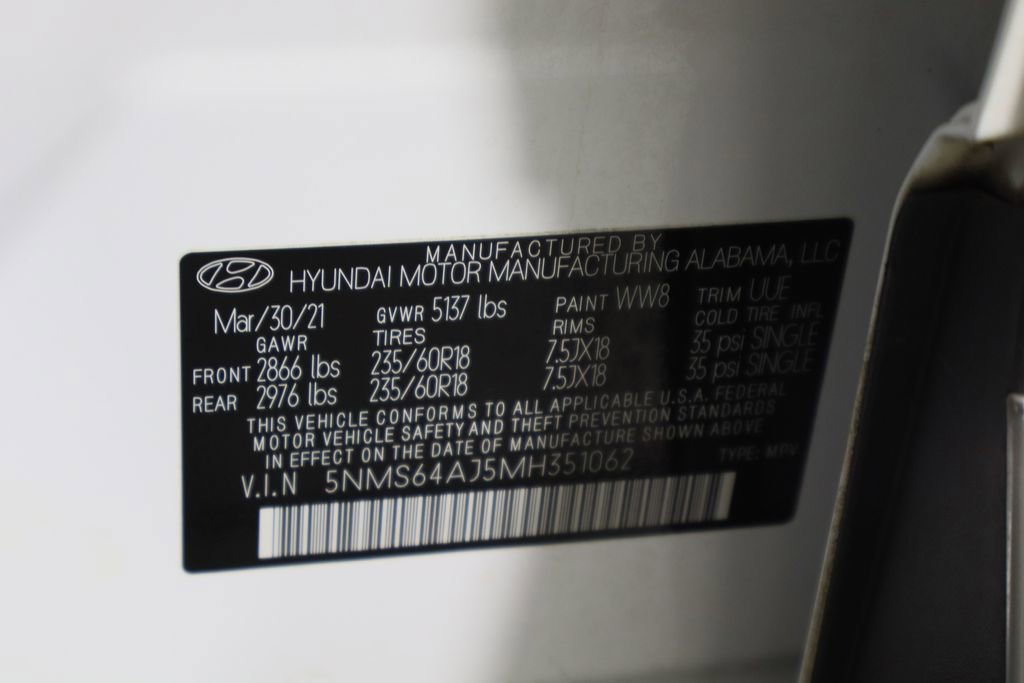 MANUFACTURED BY
HYUNDAI MOTOR MANUFACTURING ALABAMA, LLC
Mar/30/21 GVWR 5137 lbs PAINT WW8 TRIM UUE
GAWR TIRES RIMS COLD TIRE INFL
FRONT 2866 lbs 235/60R18 7.5JX18 35 psi SINGLE
REAR 2976 lbs 235/60R18 7.5JX18 35 psi SINGLE
THIS VEHICLE CONFORMS TO ALL APPLICABLE U.S.A. FEDERAL
MOTOR VEHICLE SAFETY AND THEFT PREVENTION STANDARDS
IN EFFECT ON THE DATE OF MANUFACTURE SHOWN ABOVE
V.I.N 5NMS64AJ5MH351062 TYPE: MPV